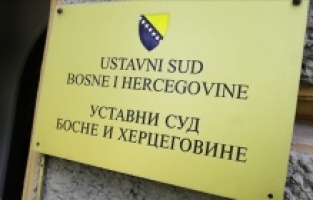 USTAVNI SUD
BOSNE I HERCEGOVINE
УСТАВНИ СУД
БОСНЕ И ХЕРЦЕГОВИНЕ